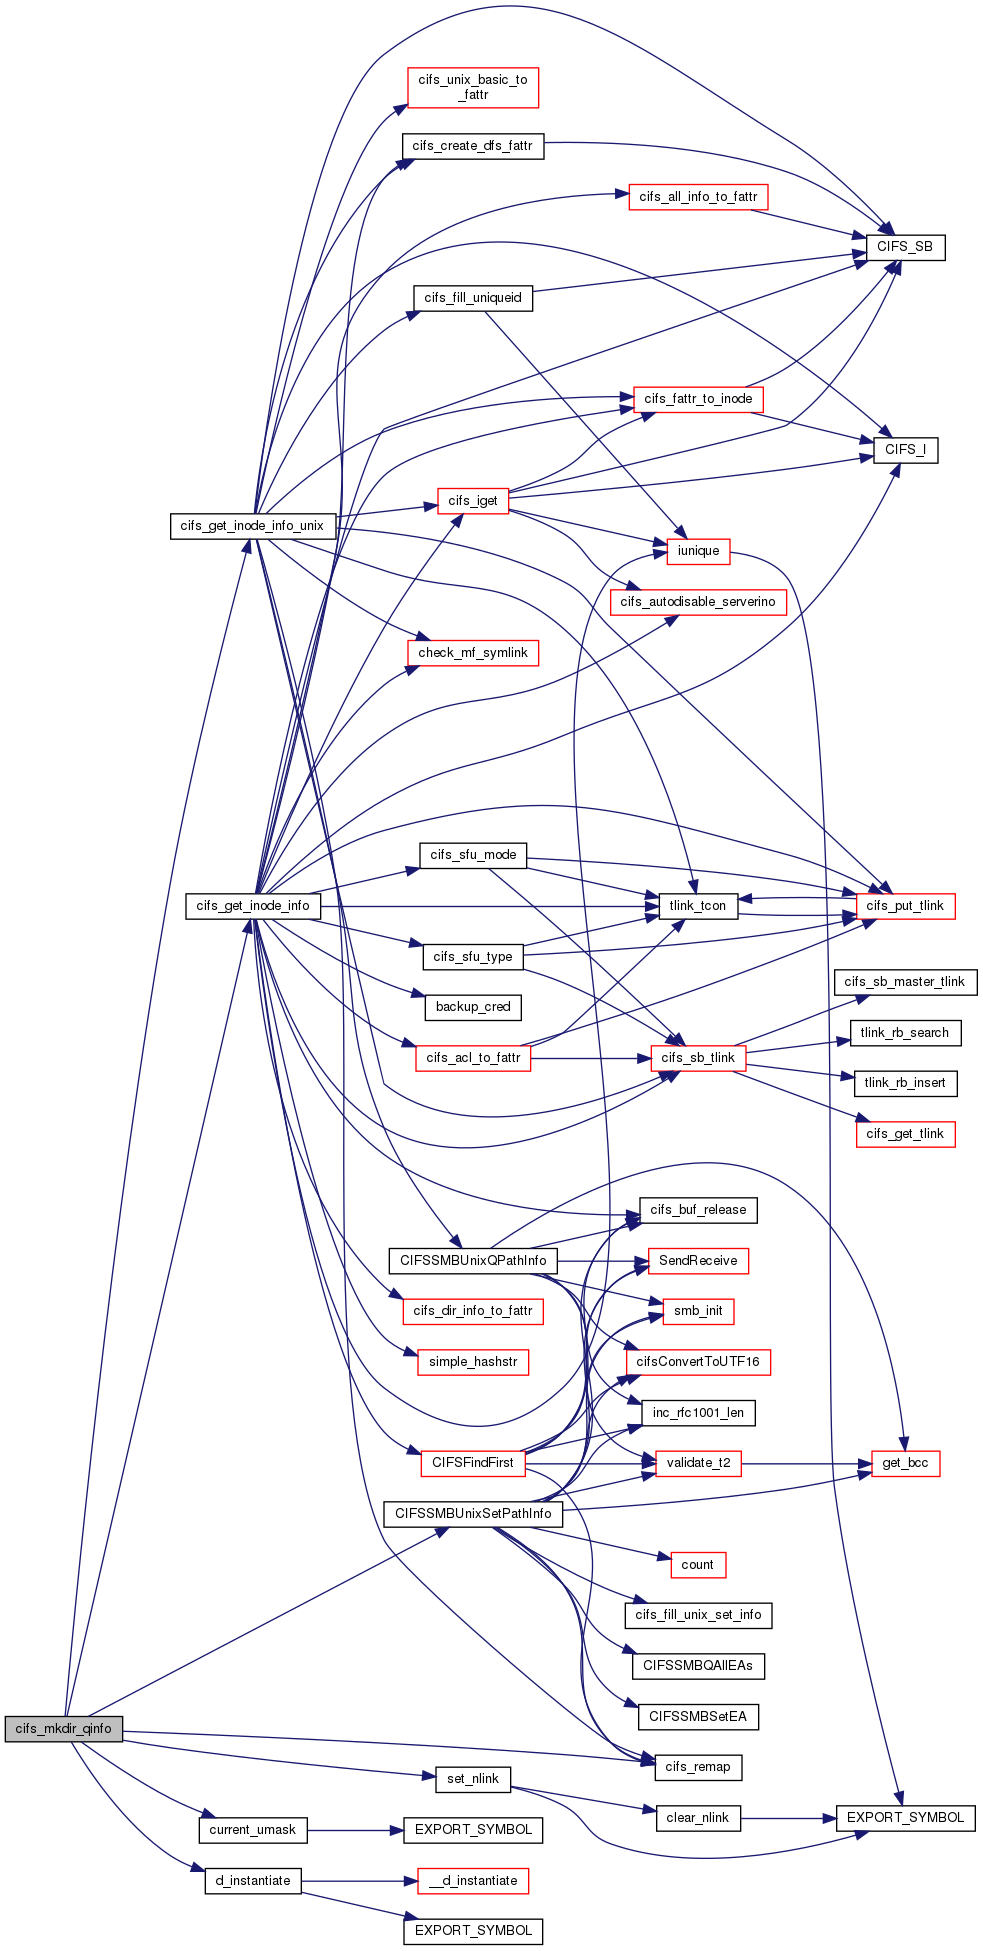 cifs_unix_basic_to
_fattr
cifs_create_dfs_fattr
cifs_all_info_to_fattr
CIFS_SB
cifs_fill_uniqueid
cifs_fattr_to_inode
CIFS_I
cifs_iget
cifs_get_inode_info_unix
iunique
cifs_autodisable_serverino
check_mf_symlink
cifs_sfu_mode
cifs_get_inode_info
tlink_tcon
cifs_put_tlink
cifs_sfu_type
cifs_sb_master_tlink
backup_cred
tlink_rb_search
cifs_acl_to_fattr
cifs_sb_tlink
tlink_rb_insert
cifs_get_tlink
cifs_buf_release
CIFSSMBUnixQPathInfo
SendReceive
cifs_dir_info_to_fattr
smb_init
simple_hashstr
cifsConvertToUTF16
inc_rfc1001_len
CIFSFindFirst
validate_t2
get_bcc
CIFSSMBUnixSetPathInfo
count
cifs_fill_unix_set_info
CIFSSMBQAllEAs
CIFSSMBSetEA
cifs_mkdir_qinfo
cifs_remap
set_nlink
clear_nlink
EXPORT_SYMBOL
current_umask
EXPORT_SYMBOL
d_instantiate
__d_instantiate
EXPORT_SYMBOL